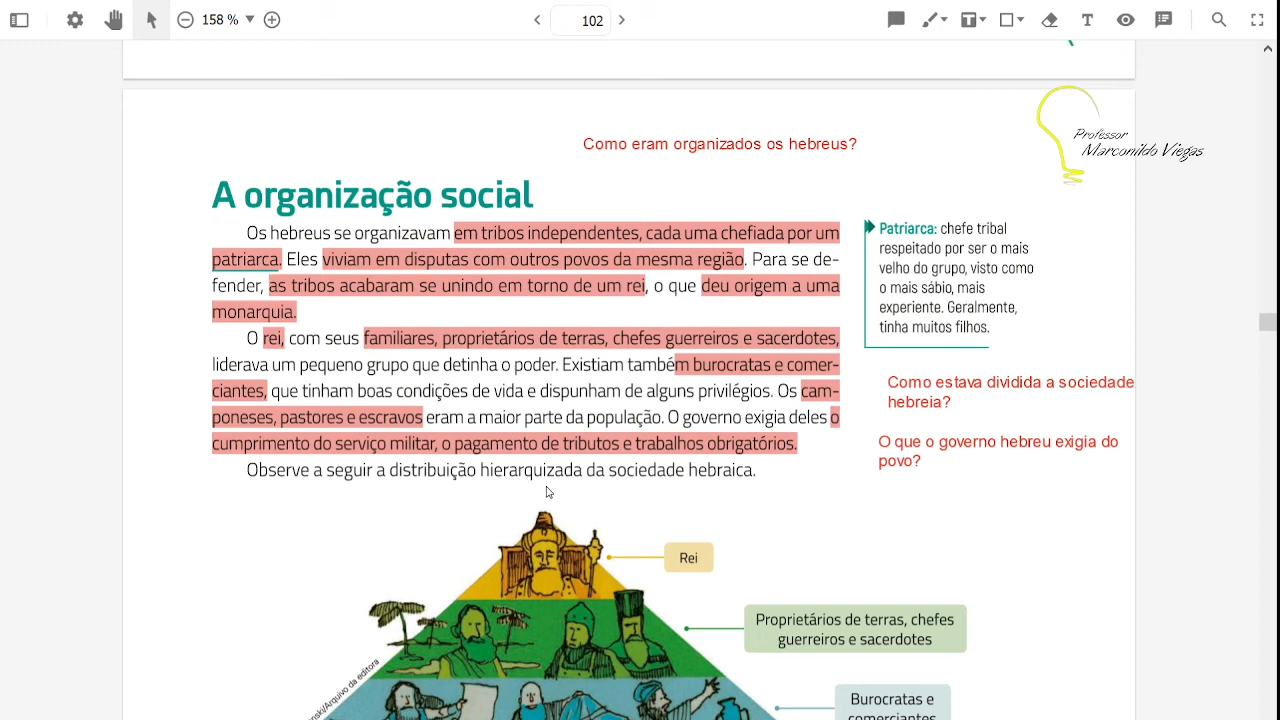 158 %
102
Como eram organizados os hebreus?
Professor
Marconildo Viegas
A organização social
Os hebreus se organizavam em tribos independentes, cada uma chefiada por um
patriarca. Eles viviam em disputas com outros povos da mesma região. Para se de-
fender, as tribos acabaram se unindo em torno de um rei, o que deu origem a uma
monarquia.
O rei, com seus familiares, proprietários de terras, chefes guerreiros e sacerdotes,
liderava um pequeno grupo que detinha o poder. Existiam também burocratas e comer-
ciantes, que tinham boas condições de vida e dispunham de alguns privilégios. Os cam-
poneses, pastores e escravos eram a maior parte da população. O governo exigia deles o
cumprimento do serviço militar, o pagamento de tributos e trabalhos obrigatórios.
Observe a seguir a distribuição hierarquizada da sociedade hebraica.
Patriarca: chefe tribal
respeitado por ser o mais
velho do grupo, visto como
o mais sábio, mais
experiente. Geralmente,
tinha muitos filhos.
Como estava dividida a sociedade
hebreia?
O que o governo hebreu exigia do
povo?
Rei
Proprietários de terras, chefes
guerreiros e sacerdotes
Burocratas e
comerciantes
nski/Arquivo da editora